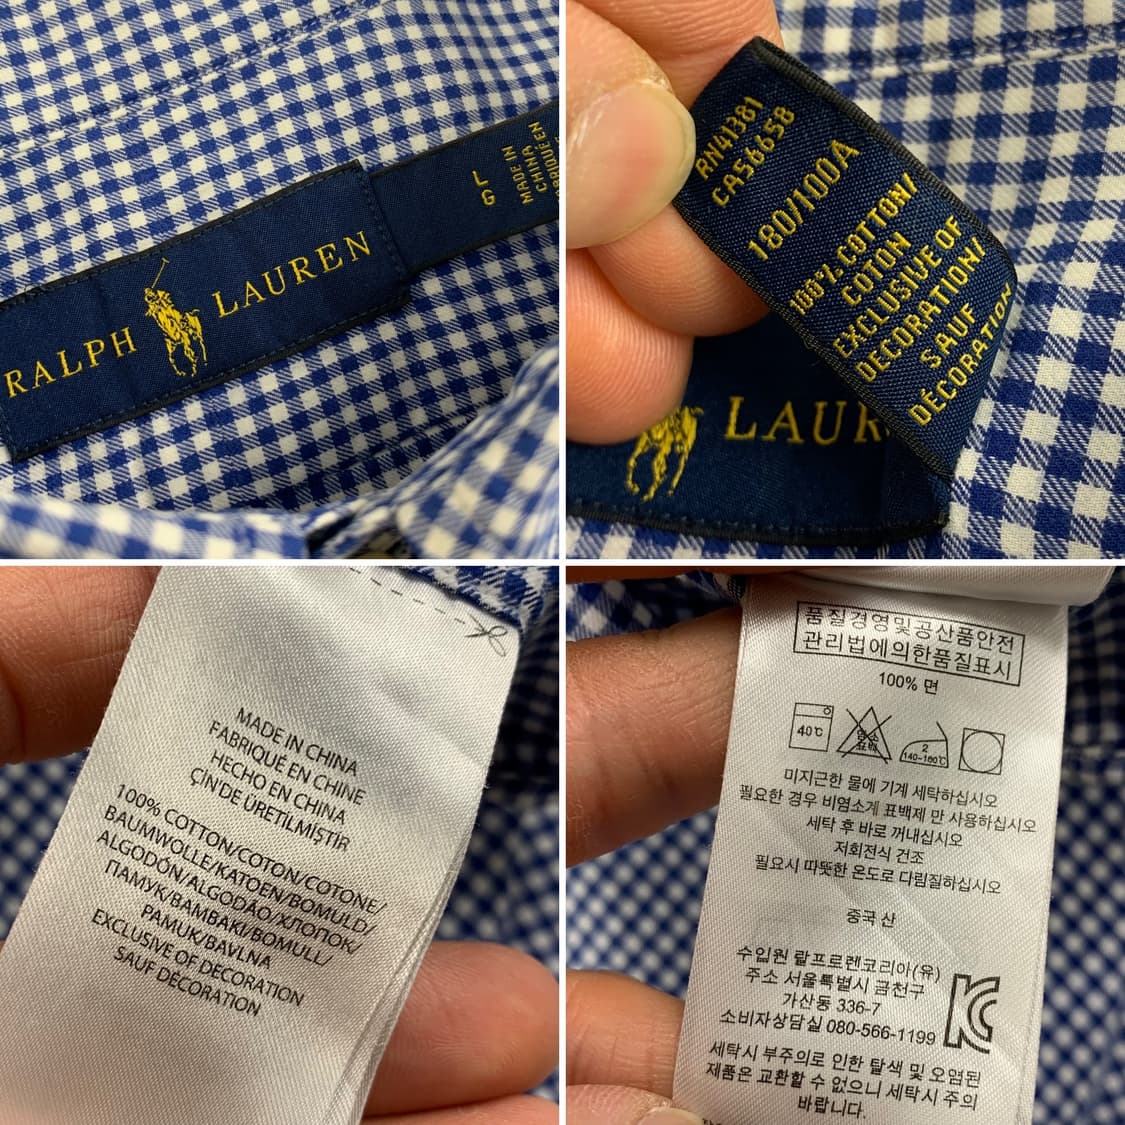 RALPH LAUREN
L
G
MADE IN
CHINA
RN41381
CA56658
180/100A
100% COTTON/
COTON
EXCLUSIVE OF
DECORATION/
SAUF
DÉCORATION
LAUR
MADE IN CHINA
FABRIQUÉ EN CHINE
HECHO EN CHINA
ÇİN'DE ÜRETİLMİŞTİR
100% COTTON/COTON/COTONE/
BAUMWOLLE/KATOEN/BOMULD/
ALGODÓN/ALGODÃO/ХЛОПОК/
ПАМУК/BAMBAKI/BOMULL/
PAMUK/BAVLNA
EXCLUSIVE OF DECORATION
SAUF DÉCORATION
품질경영및공산품안전
관리법에의한품질표시
100% 면
40℃
염소
표백
2
140~160℃
미지근한 물에 기계 세탁하십시오
필요한 경우 비염소계 표백제 만 사용하십시오
세탁 후 바로 꺼내십시오
저회전식 건조
필요시 따뜻한 온도로 다림질하십시오
중국 산
수입원 랄프로렌코리아(유)
주소 서울특별시 금천구
가산동 336-7
소비자상담실 080-566-1199
세탁시 부주의로 인한 탈색 및 오염된
제품은 교환할 수 없으니 세탁시 주의
바랍니다.